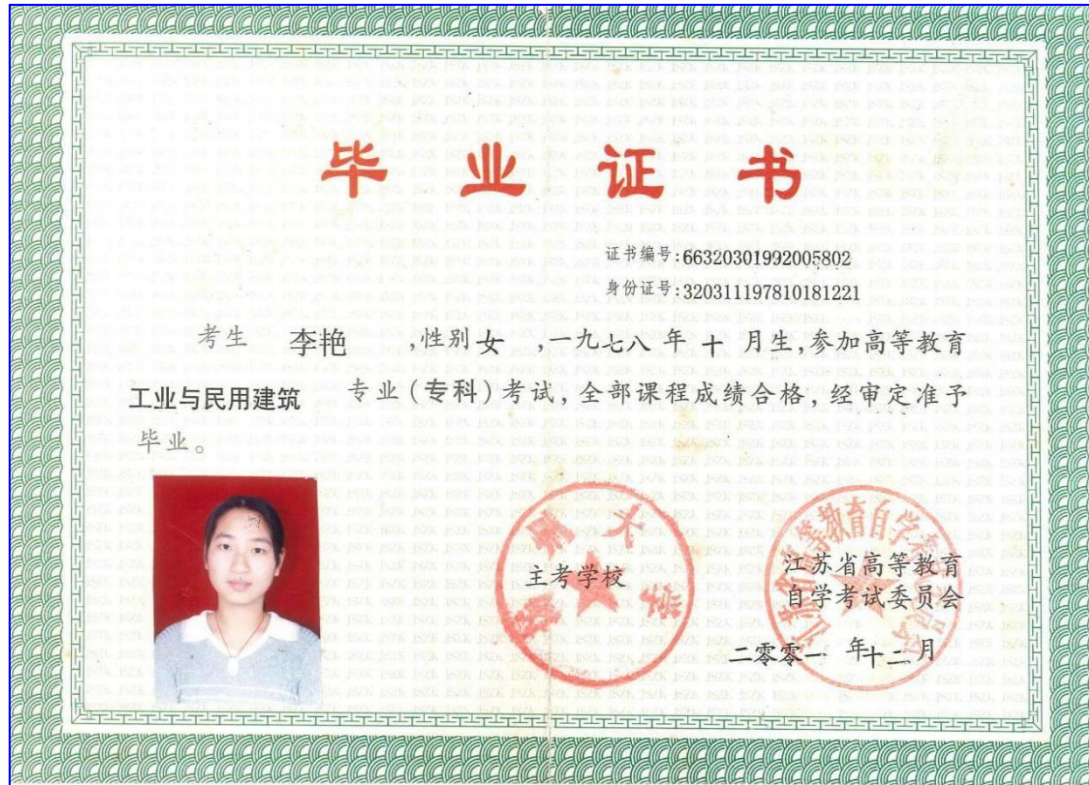 毕业证书
证书编号:66320301992005802
身份证号:320311197810181221
考生 李艳 ,性别 女 ,一九七八 年 十 月生,参加高等教育
工业与民用建筑 专业(专科)考试,全部课程成绩合格,经审定准予
毕业。
主考学校
江苏省高等教育
自学考试委员会
二零零一 年 十二 月